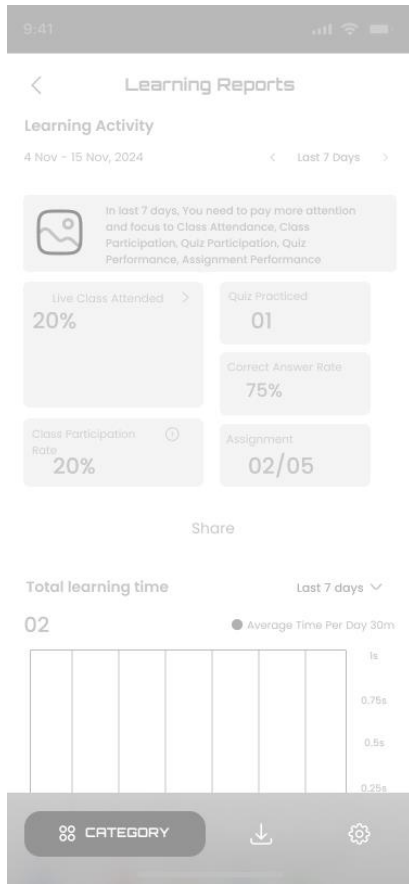 9:41
Learning Reports
Learning Activity
4 Nov - 15 Nov, 2024
Last 7 Days
In last 7 days, You need to pay more attention
and focus to Class Attendance, Class
Participation, Quiz Participation, Quiz
Performance, Assignment Performance
Live Class Attended
20%
Quiz Practiced
01
Correct Answer Rate
75%
Class Participation
Rate
20%
Assignment
02/05
Share
Total learning time
Last 7 days
02
Average Time Per Day 30m
1s
0.75s
0.5s
0.25s
CATEGORY